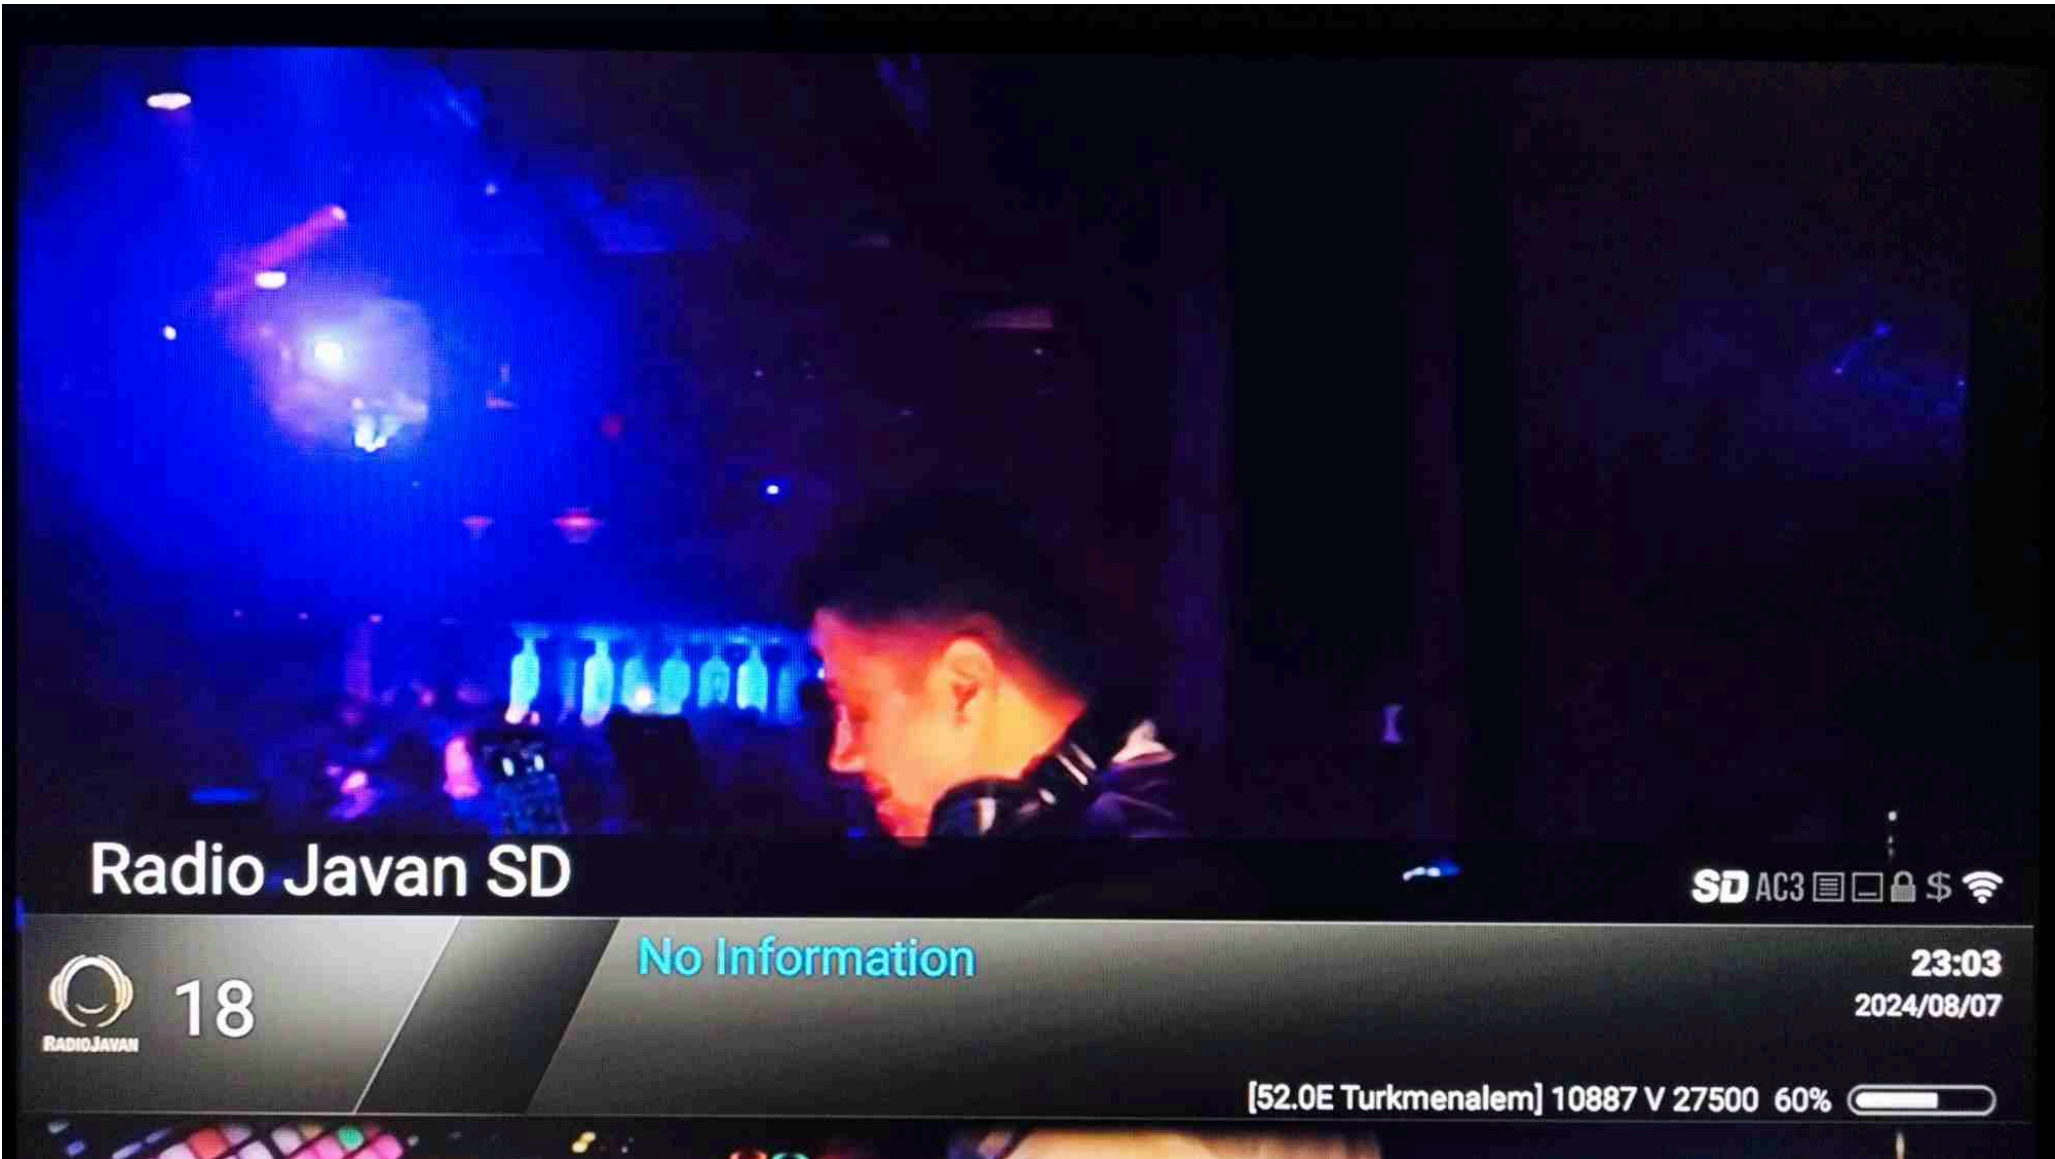 Radio Javan SD
SD AC3 $
No Information
23:03
18
2024/08/07
RADIOJAVAN
[52.0E Turkmenalem] 10887 V 27500 60%